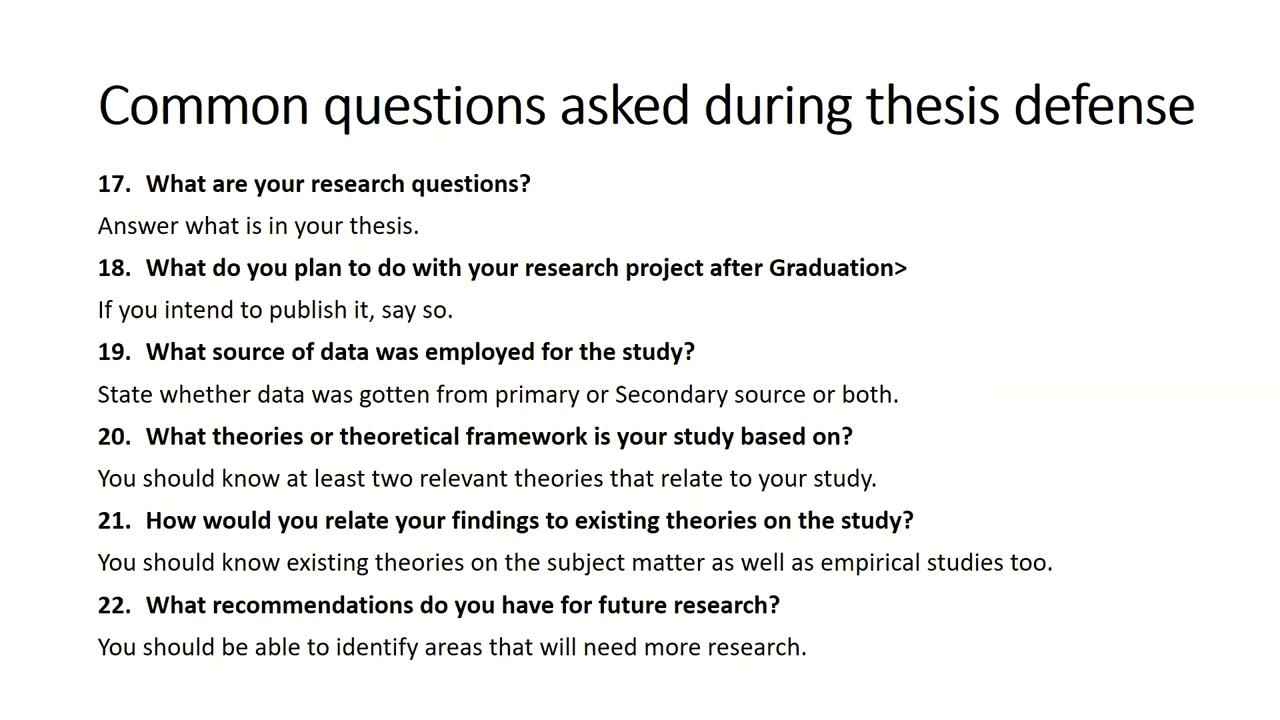 Common questions asked during thesis defense
17. What are your research questions?
Answer what is in your thesis.
18. What do you plan to do with your research project after Graduation>
If you intend to publish it, say so.
19. What source of data was employed for the study?
State whether data was gotten from primary or Secondary source or both.
20. What theories or theoretical framework is your study based on?
You should know at least two relevant theories that relate to your study.
21. How would you relate your findings to existing theories on the study?
You should know existing theories on the subject matter as well as empirical studies too.
22. What recommendations do you have for future research?
You should be able to identify areas that will need more research.